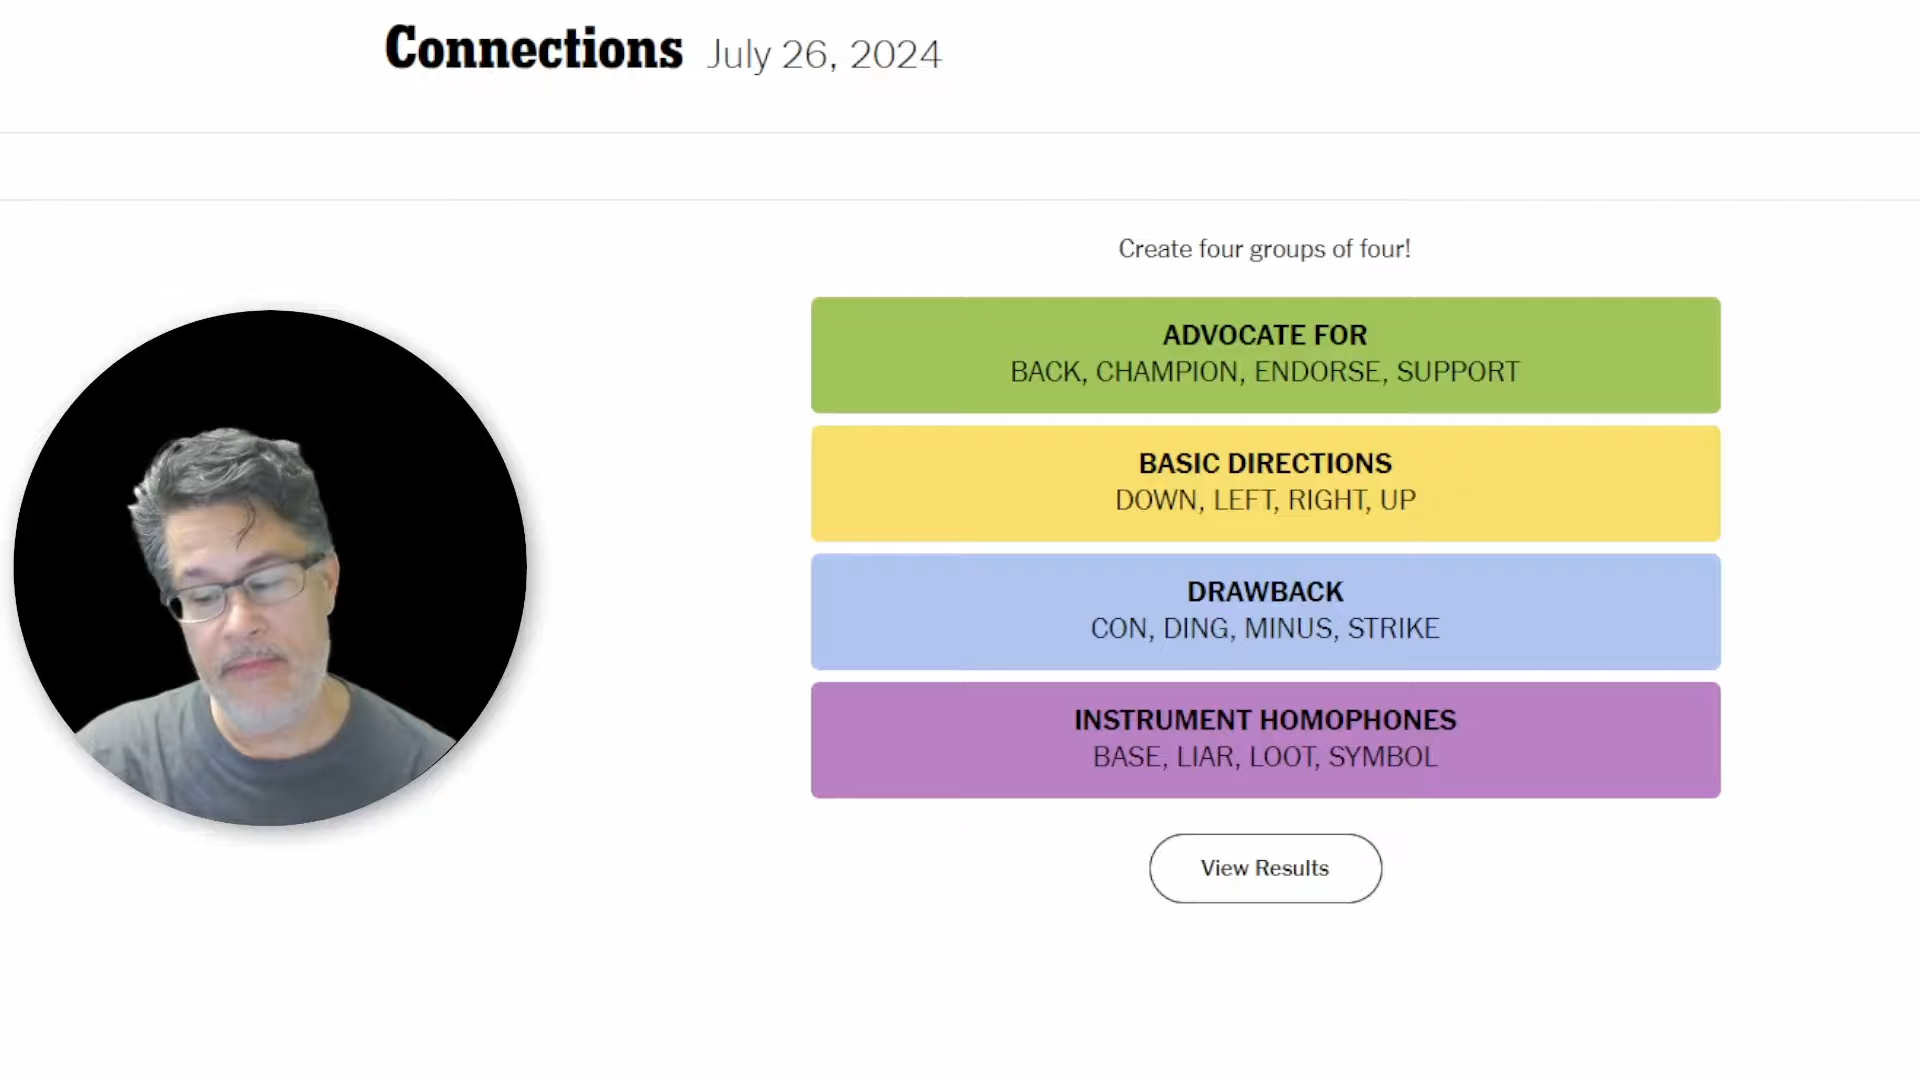 Connections July 26, 2024
Create four groups of four!
ADVOCATE FOR
BACK, CHAMPION, ENDORSE, SUPPORT
BASIC DIRECTIONS
DOWN, LEFT, RIGHT, UP
DRAWBACK
CON, DING, MINUS, STRIKE
INSTRUMENT HOMOPHONES
BASE, LIAR, LOOT, SYMBOL
View Results